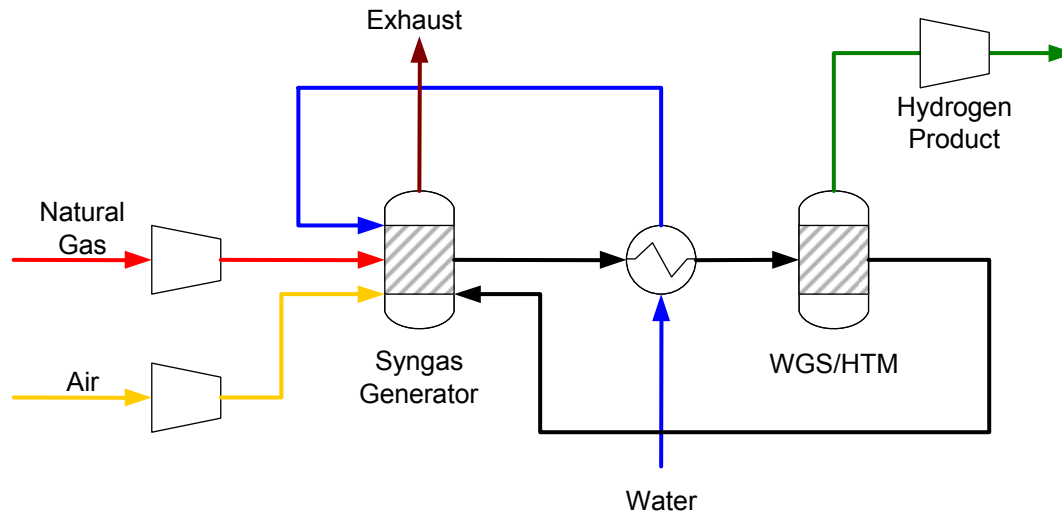 Exhaust
Hydrogen
Product
Natural
Gas
Syngas
Generator
WGS/HTM
Air
Water